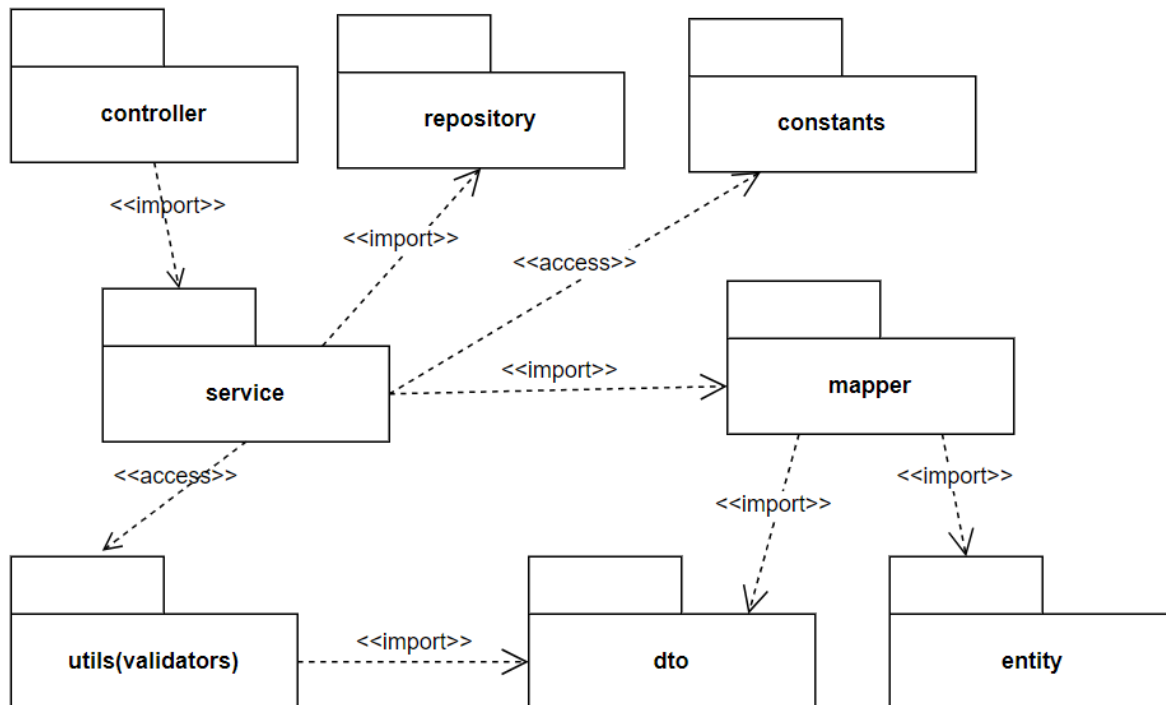 controller
repository
constants
<<import>>
<<import>>
<<access>>
service
<<import>>
mapper
<<access>>
<<import>>
<<import>>
utils(validators)
<<import>>
dto
entity